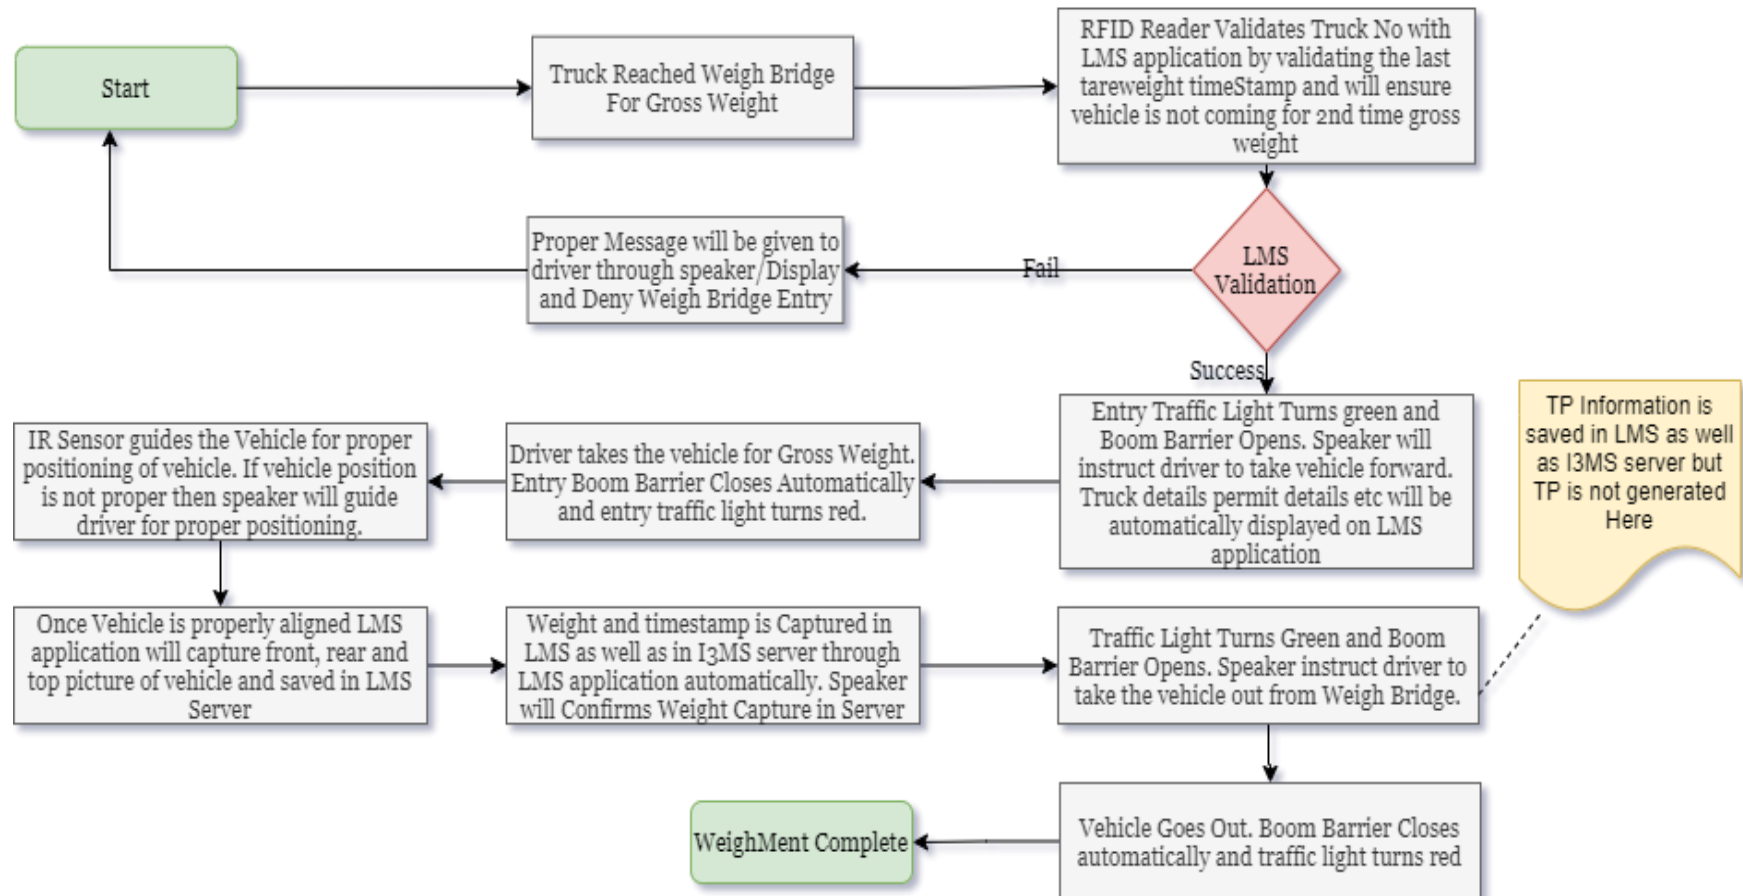 Start
Truck Reached Weigh Bridge
For Gross Weight
RFID Reader Validates Truck No with
LMS application by validating the last
tareweight timeStamp and will ensure
vehicle is not coming for 2nd time gross
weight
LMS
Validation
Fail
Proper Message will be given to
driver through speaker/Display
and Deny Weigh Bridge Entry
Success
Entry Traffic Light Turns green and
Boom Barrier Opens. Speaker will
instruct driver to take vehicle forward.
Truck details permit details etc will be
automatically displayed on LMS
application
Driver takes the vehicle for Gross Weight.
Entry Boom Barrier Closes Automatically
and entry traffic light turns red.
IR Sensor guides the Vehicle for proper
positioning of vehicle. If vehicle position
is not proper then speaker will guide
driver for proper positioning.
Once Vehicle is properly aligned LMS
application will capture front, rear and
top picture of vehicle and saved in LMS
Server
Weight and timestamp is Captured in
LMS as well as in I3MS server through
LMS application automatically. Speaker
will Confirms Weight Capture in Server
Traffic Light Turns Green and Boom
Barrier Opens. Speaker instruct driver to
take the vehicle out from Weigh Bridge.
TP Information is
saved in LMS as well
as I3MS server but
TP is not generated
Here
Vehicle Goes Out. Boom Barrier Closes
automatically and traffic light turns red
WeighMent Complete